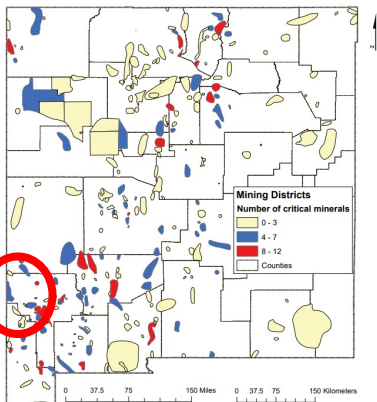 z
Mining Districts
Number of critical minerals
0 - 3
4 - 7
8 - 12
Counties
0 37.5 75 150 Miles
0 37.5 75 150 Kilometers